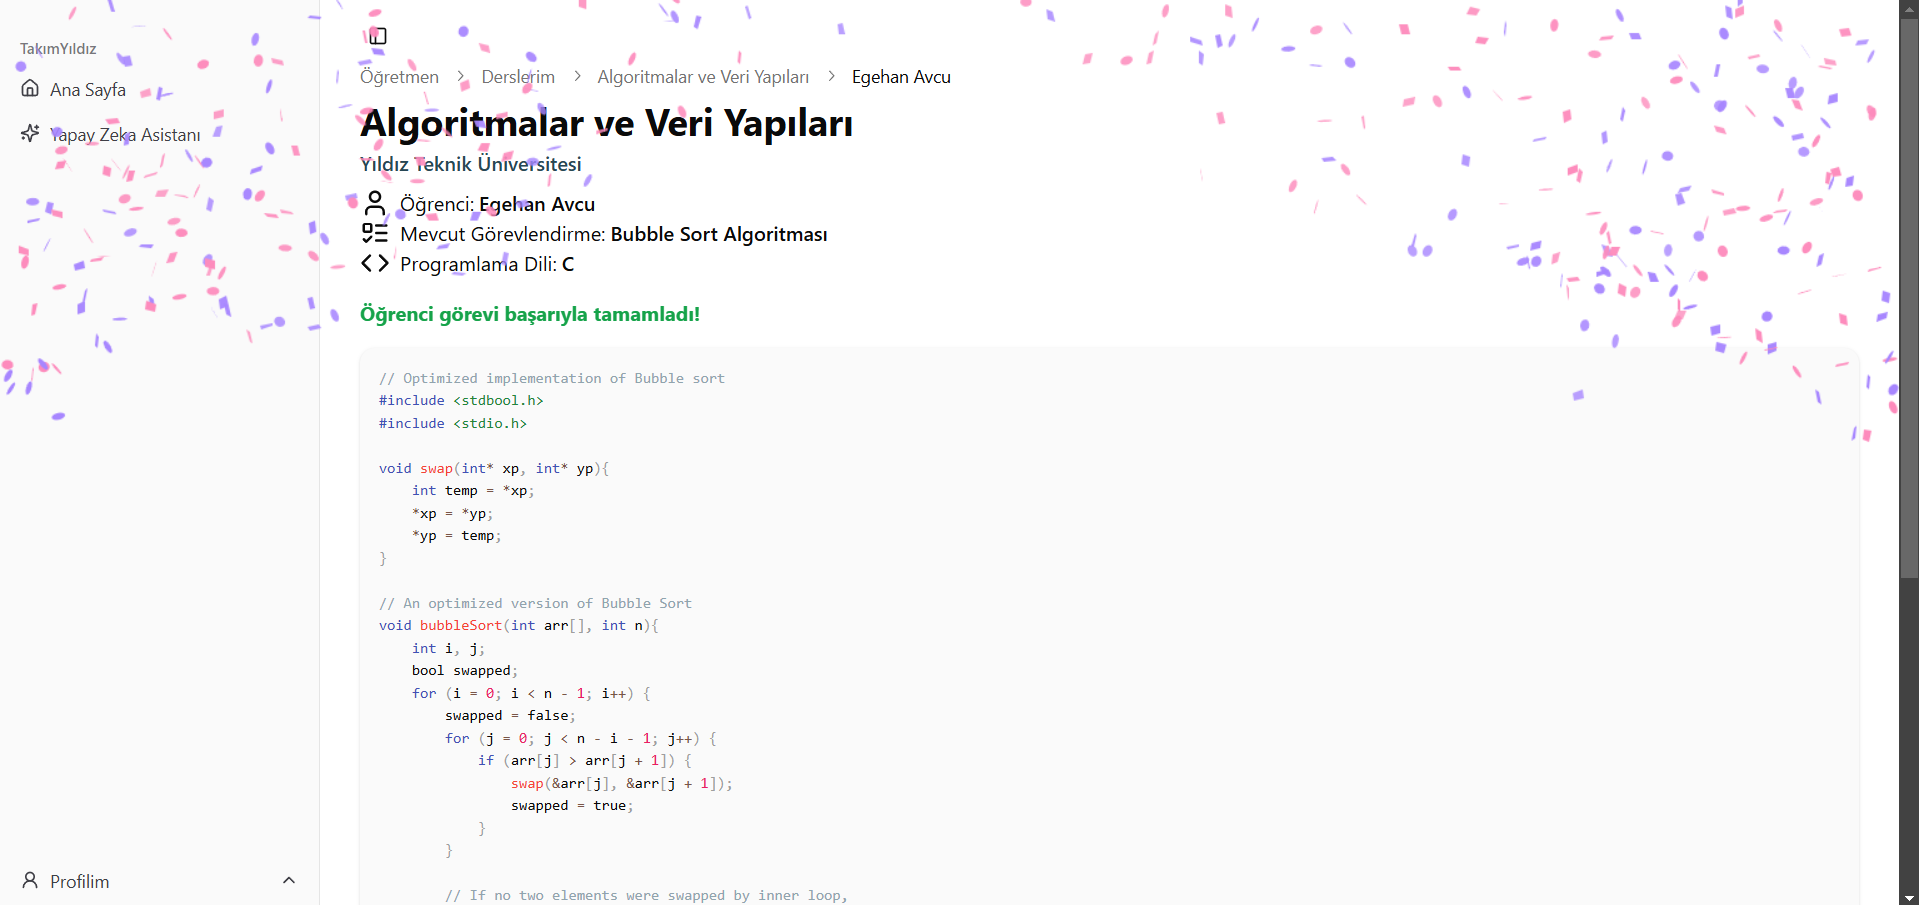 TakımYıldız
Ana Sayfa
Yapay Zeka Asistanı
Öğretmen > Derslerim > Algoritmalar ve Veri Yapıları > Egehan Avcu
Algoritmalar ve Veri Yapıları
Yıldız Teknik Üniversitesi
Öğrenci: Egehan Avcu
Mevcut Görevlendirme: Bubble Sort Algoritması
Programlama Dili: C
Öğrenci görevi başarıyla tamamladı!
// Optimized implementation of Bubble sort
#include <stdbool.h>
#include <stdio.h>

void swap(int* xp, int* yp){
    int temp = *xp;
    *xp = *yp;
    *yp = temp;
}

// An optimized version of Bubble Sort
void bubbleSort(int arr[], int n){
    int i, j;
    bool swapped;
    for (i = 0; i < n - 1; i++) {
        swapped = false;
        for (j = 0; j < n - i - 1; j++) {
            if (arr[j] > arr[j + 1]) {
                swap(&arr[j], &arr[j + 1]);
                swapped = true;
            }
        }

        // If no two elements were swapped by inner loop,
Profilim